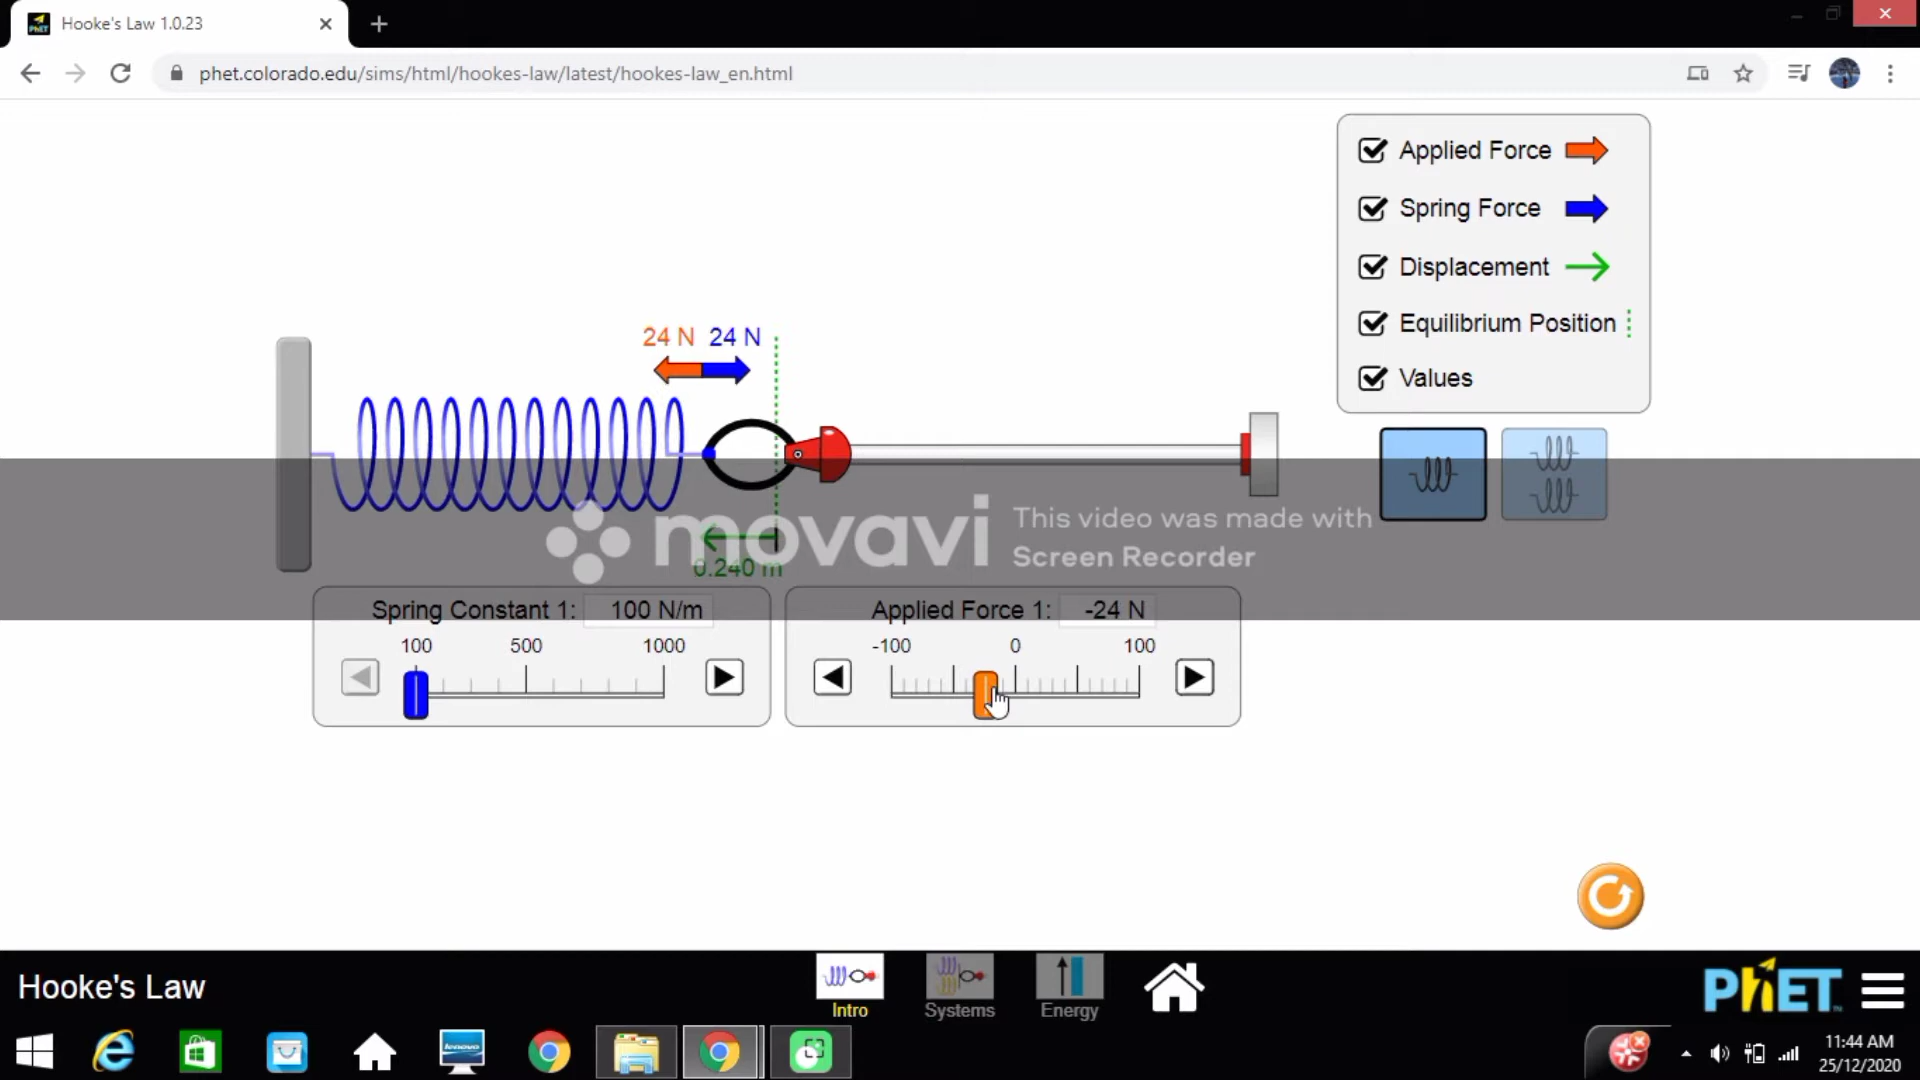 Hooke's Law 1.0.23
phet.colorado.edu/sims/html/hookes-law/latest/hookes-law_en.html
Applied Force
Spring Force
Displacement
Equilibrium Position
Values
24 N 24 N
movavi
This video was made with
Screen Recorder
0.240 m
Spring Constant 1: 100 N/m
100 500 1000
Applied Force 1: -24 N
-100 0 100
Hooke's Law
Intro
Systems
Energy
PhET
lenovo
11:44 AM
25/12/2020